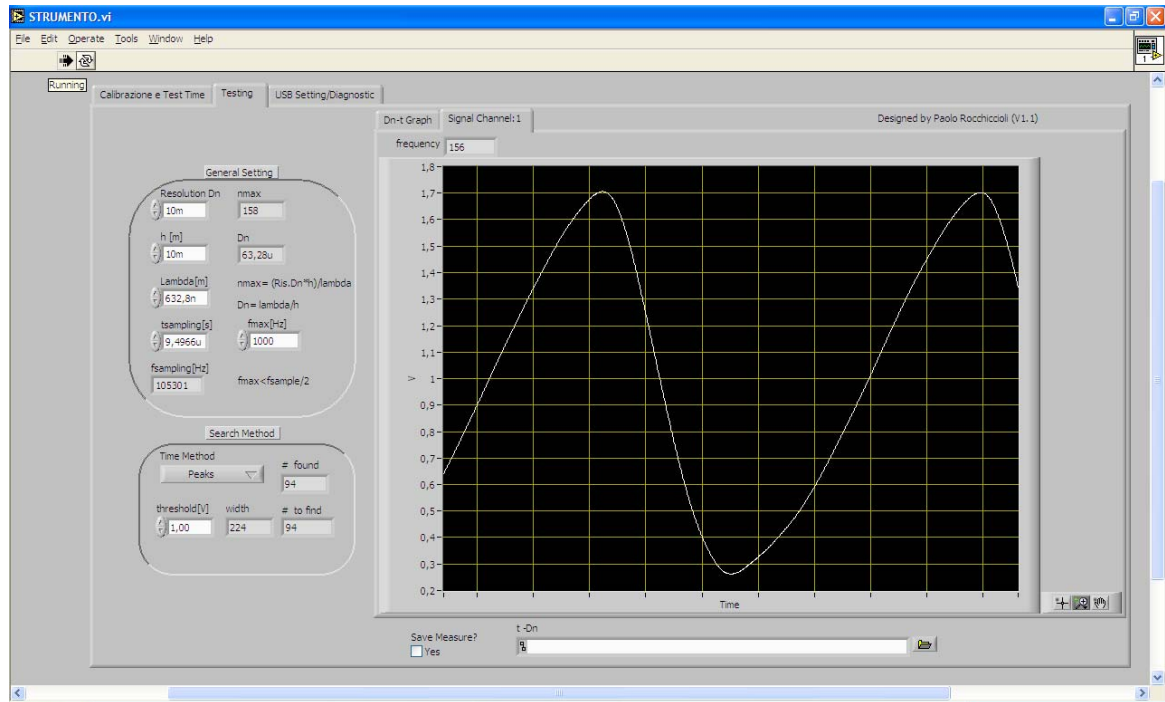 STRUMENTO.vi
File Edit Operate Tools Window Help
1
Running
Calibrazione e Test Time Testing USB Setting/Diagnostic
General Setting
Resolution Dn nmax
10m 158
h [m] Dn
10m 63,28u
Lambda[m] nmax= (Ris.Dn*h)/lambda
632,8n Dn= lambda/h
tsampling[s] fmax[Hz]
9,4966u 1000
fsampling[Hz]
105301 fmax<fsample/2
Search Method
Time Method # found
Peaks 94
threshold[V] width # to find
1,00 224 94
Dn-t Graph Signal Channel:1 Designed by Paolo Rocchiccioli (V1.1)
frequency 156
1,8
1,7
1,6
1,5
1,4
1,3
1,2
1,1
V 1
0,9
0,8
0,7
0,6
0,5
0,4
0,3
0,2
Time
Save Measure? t -Dn
Yes